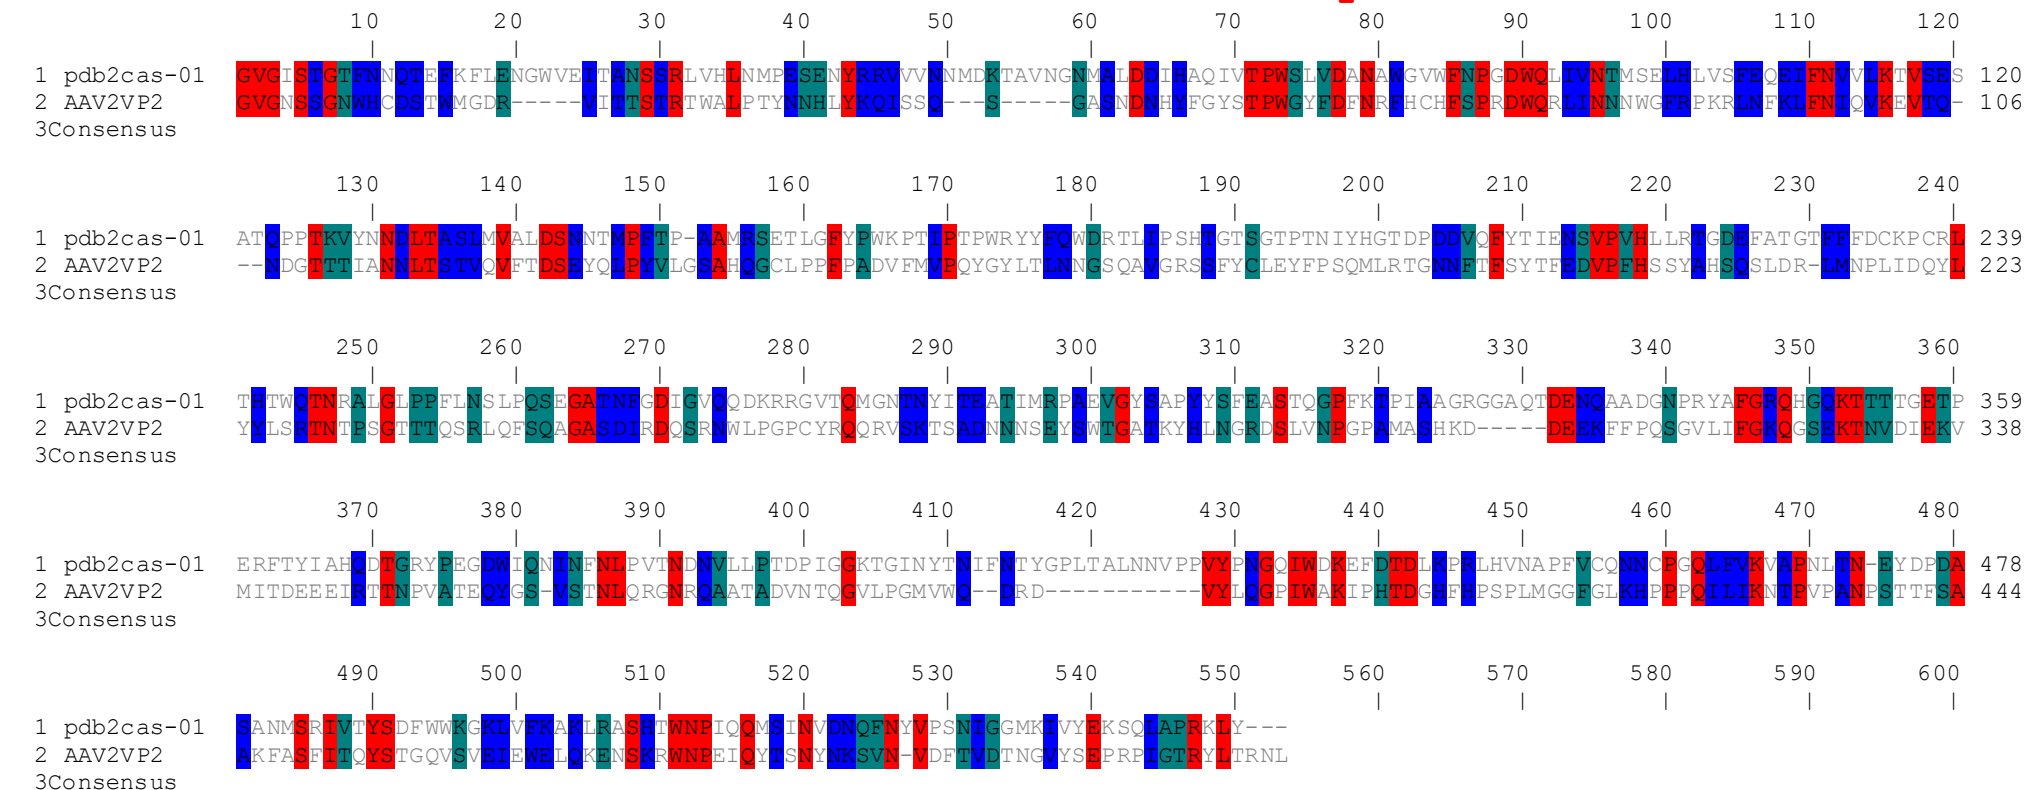 10 20 30 40 50 60 70 80 90 100 110 120
| | | | | | | | | | | |
1 pdb2cas-01 GVGISTGTFNNQTEFKFLENGWVEITANSSRLVHLNMPESENYRRVVVNNMDKTAVNGNMALDDIHAQIVTPWSLVDANAWGVWFNPGDWQLIVNTMSELHLVSFEQEIFNVVLKTVSES 120
2 AAV2VP2 GVGNSSGNWHCDSTWMGDR-----VITTSTRTWALPTYNNHLYKQISSQ---S-----GASNDNHYFGYSTPWGYFDFNRFHCHFSPRDWQRLINNNWGFRPKRLNFKLFNIQVKEVTQ- 106
3Consensus
130 140 150 160 170 180 190 200 210 220 230 240
| | | | | | | | | | | |
1 pdb2cas-01 ATQPPTKVYNNDLTASLMVALDSNNTMPFTP-AAMRSETLGFYPWKPTIPTPWRYYFQWDRTLIPSHTGTSGTPTNIYHGTDPDDVQFYTIENSVPVHLLRTGDEFATGTFFFDCKPCRL 239
2 AAV2VP2 --NDGTTTIANNLTSTVQVFTDSEYQLPYVLGSAHQGCLPPFPADVFMVPQYGYLTLNNGSQAVGRSSFYCLEYFPSQMLRTGNNFTFSYTFEDVPFHSSYAHSQSLDR-LMNPLIDQYL 223
3Consensus
250 260 270 280 290 300 310 320 330 340 350 360
| | | | | | | | | | | |
1 pdb2cas-01 THTWQTNRALGLPPFLNSLPQSEGATNFGDIGVQQDKRRGVTQMGNTNYITEATIMRPAEVGYSAPYYSFEASTQGPFKTPIAAGRGGAQTDENQAADGNPRYAFGRQHGQKTTTTGETP 359
2 AAV2VP2 YYLSRTNTPSGTTTQSRLQFSQAGASDIRDQSRNWLPGPCYRQQRVSKTSADNNNSEYSWTGATKYHLNGRDSLVNPGPAMASHKD-----DEEKFFPQSGVLIFGKQGSEKTNVDIEKV 338
3Consensus
370 380 390 400 410 420 430 440 450 460 470 480
| | | | | | | | | | | |
1 pdb2cas-01 ERFTYIAHQDTGRYPEGDWIQNINFNLPVTNDNVLLPTDPIGGKTGINYTNIFNTYGPLTALNNVPPVYPNGQIWDKEFDTDLKPRLHVNAPFVCQNNCPGQLFVKVAPNLTN-EYDPDA 478
2 AAV2VP2 MITDEEEIRTTNPVATEQYGS-VSTNLQRGNRQAATADVNTQGVLPGMVWQ--DRD-----------VYLQGPIWAKIPHTDGHFHPSPLMGGFGLKHPPPQILIKNTPVPANPSTTFSA 444
3Consensus
490 500 510 520 530 540 550 560 570 580 590 600
| | | | | | | | | | | |
1 pdb2cas-01 SANMSRIVTYSDFWWKGKLVFKAKLRASHTWNPIQQMSINVDNQFNYVPSNIGGMKIVYEKSQLAPRKLY---
2 AAV2VP2 AKFASFITQYSTGQVSVEIEWELQKENSKRWNPEIQYTSNYNKSVN-VDFTVDTNGVYSEPRPIGTRYLTRNL
3Consensus